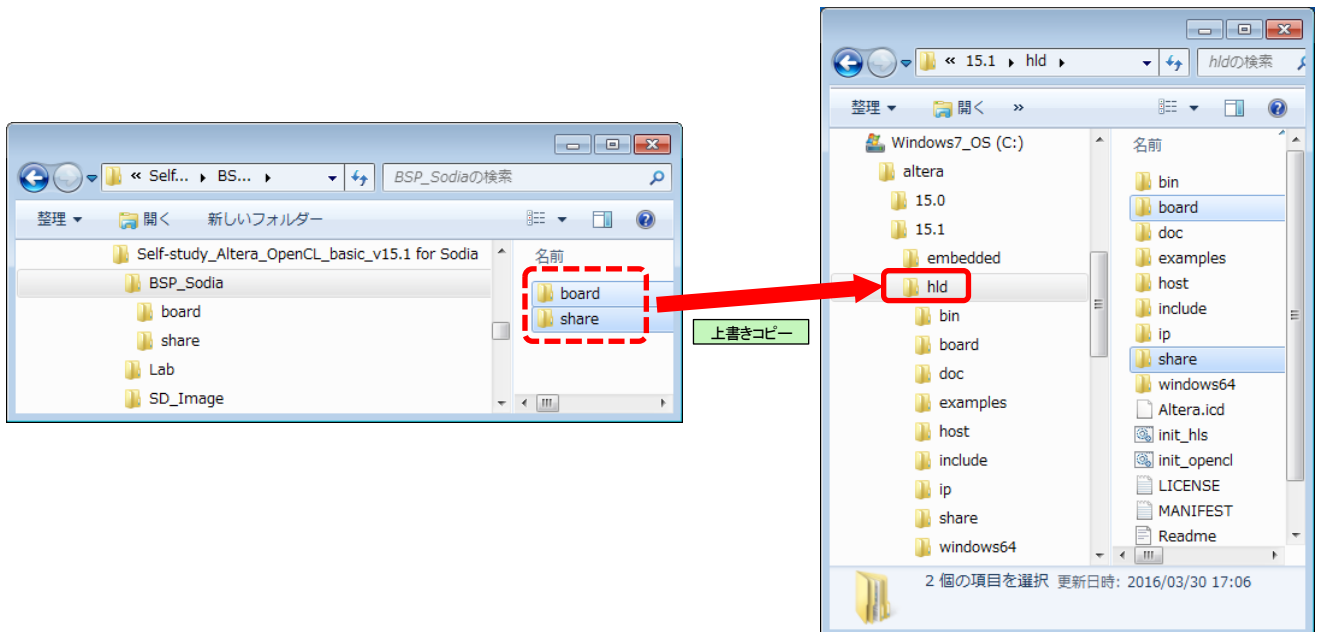 « Self... ▸ BS... ▸
BSP_Sodiaの検索
整理 ▼
開く
新しいフォルダー
Self-study_Altera_OpenCL_basic_v15.1 for Sodia
BSP_Sodia
board
share
Lab
SD_Image
名前
board
share
上書きコピー
« 15.1 ▸ hld ▸
hldの検索
整理 ▼
開く
»
Windows7_OS (C:)
altera
15.0
15.1
embedded
hld
bin
board
doc
examples
host
include
ip
share
windows64
名前
bin
board
doc
examples
host
include
ip
share
windows64
Altera.icd
init_hls
init_opencl
LICENSE
MANIFEST
Readme
2 個の項目を選択 更新日時: 2016/03/30 17:06